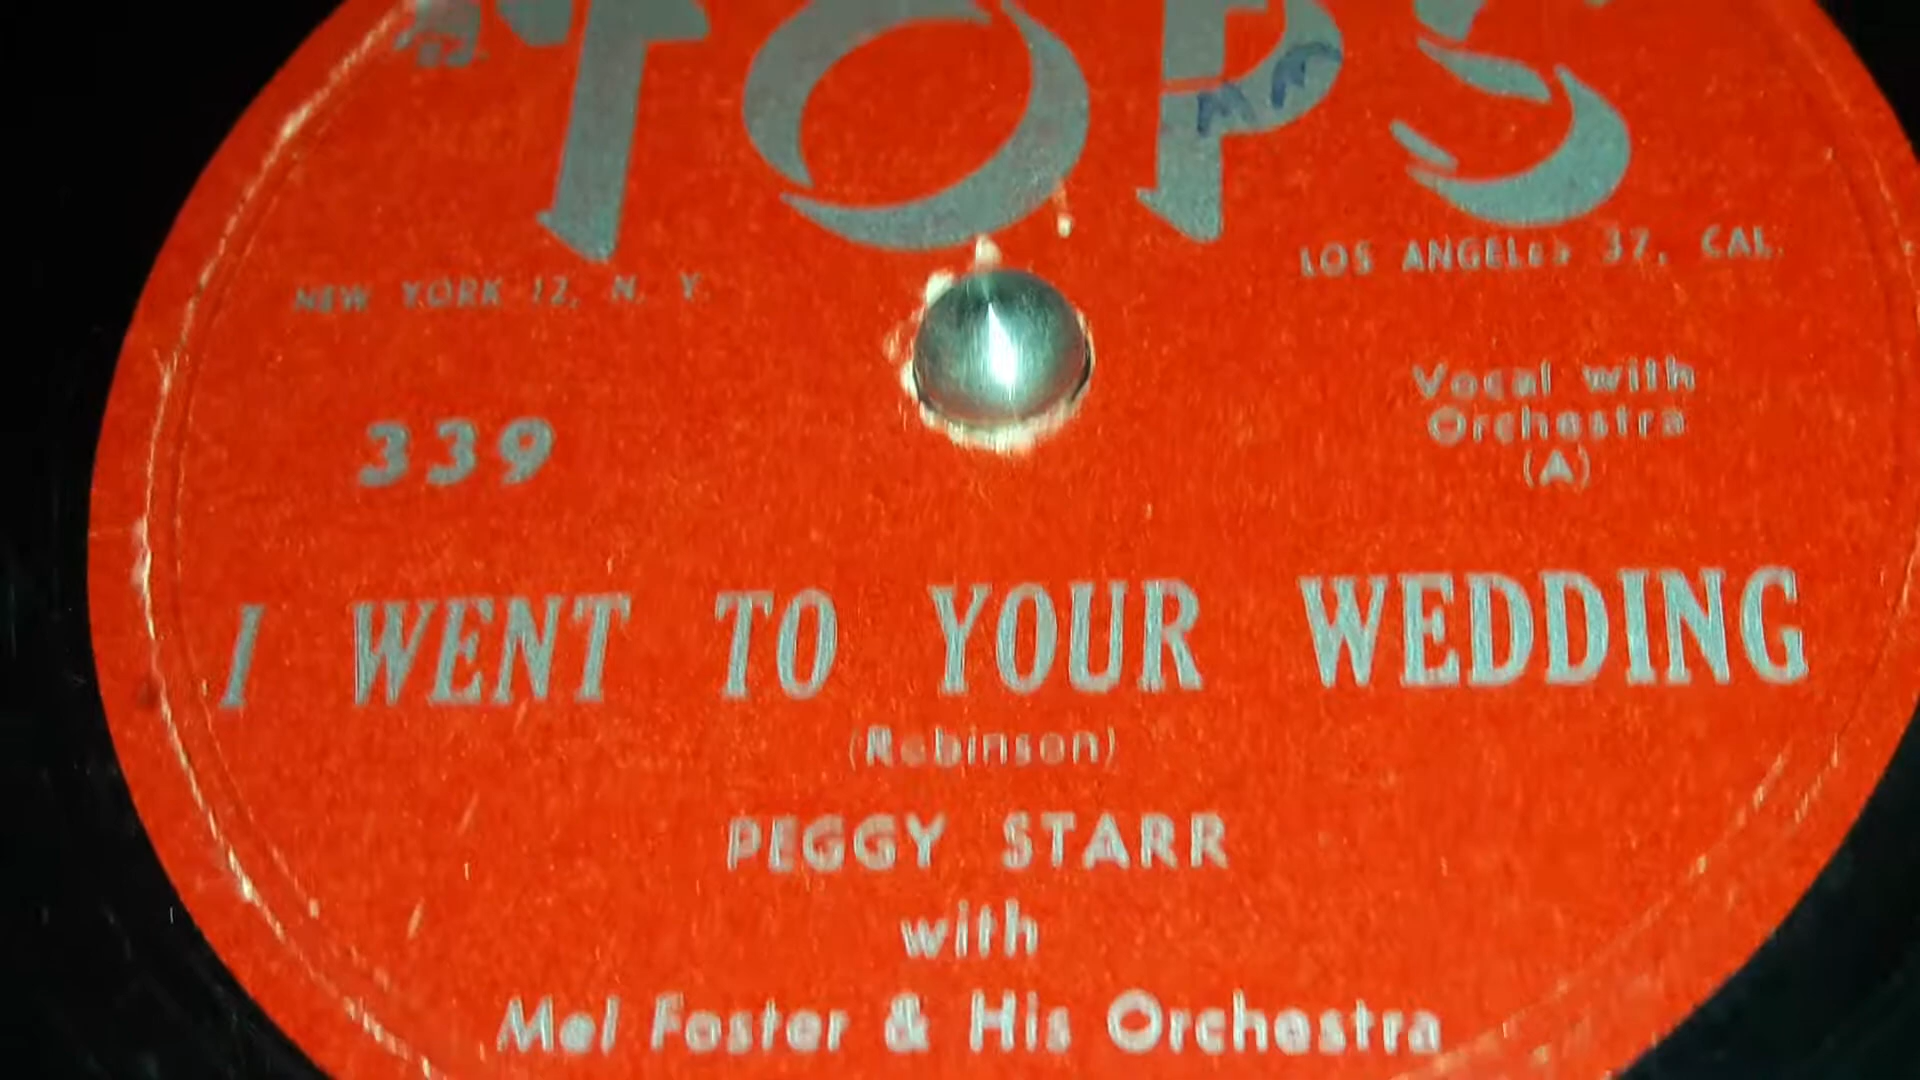 TOPS
NEW YORK 12, N. Y.
LOS ANGELES 37, CAL.
339
Vocal with
Orchestra
(A)
I WENT TO YOUR WEDDING
(Robinson)
PEGGY STARR
with
Mel Foster & His Orchestra